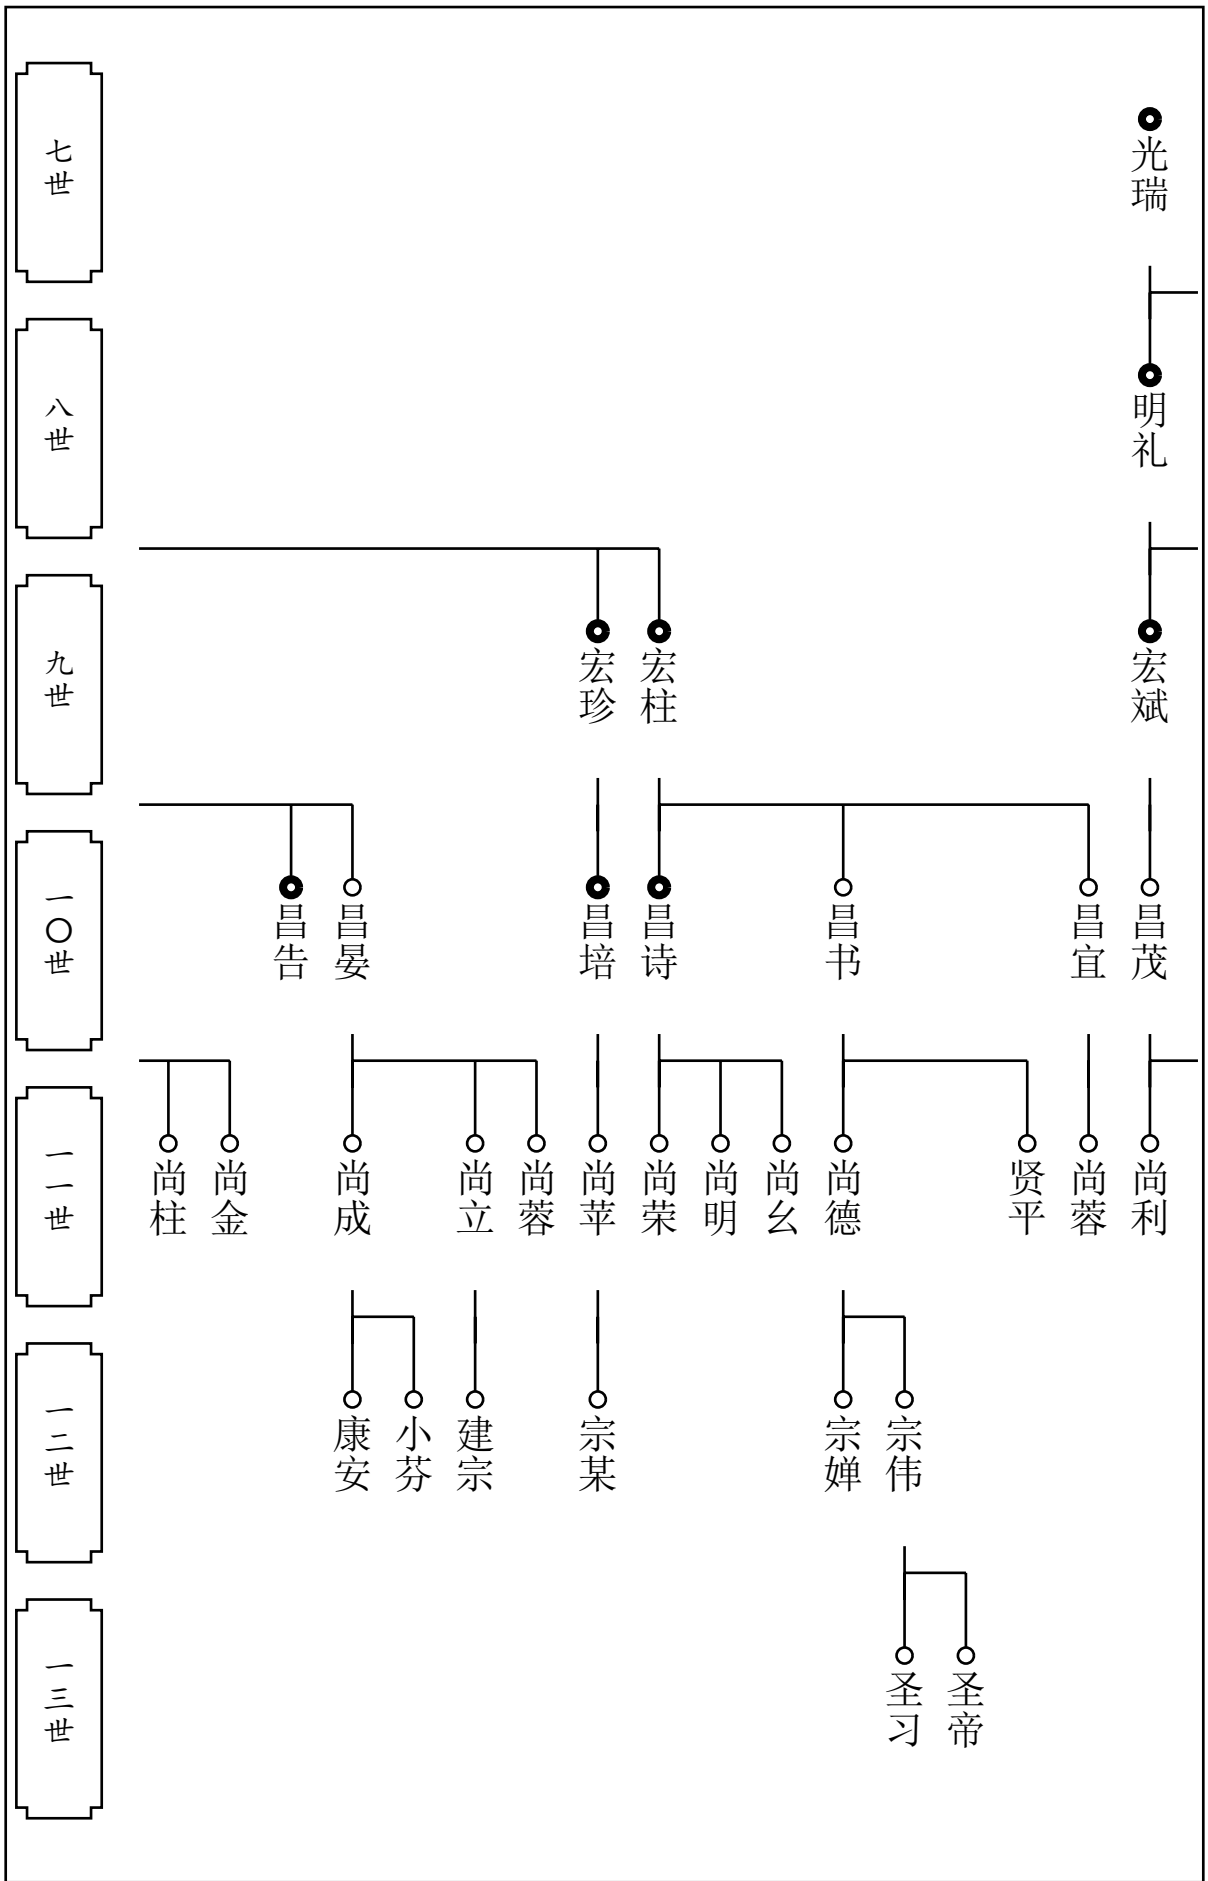 七世
光瑞
八世
明礼
九世
宏珍
宏柱
宏斌
一〇世
昌告
昌晏
昌培
昌诗
昌书
昌宜
昌茂
一一世
尚柱
尚金
尚成
尚立
尚蓉
尚苹
尚荣
尚明
尚幺
尚德
贤平
尚蓉
尚利
一二世
康安
小芬
建宗
宗某
宗婵
宗伟
一三世
圣习
圣帝